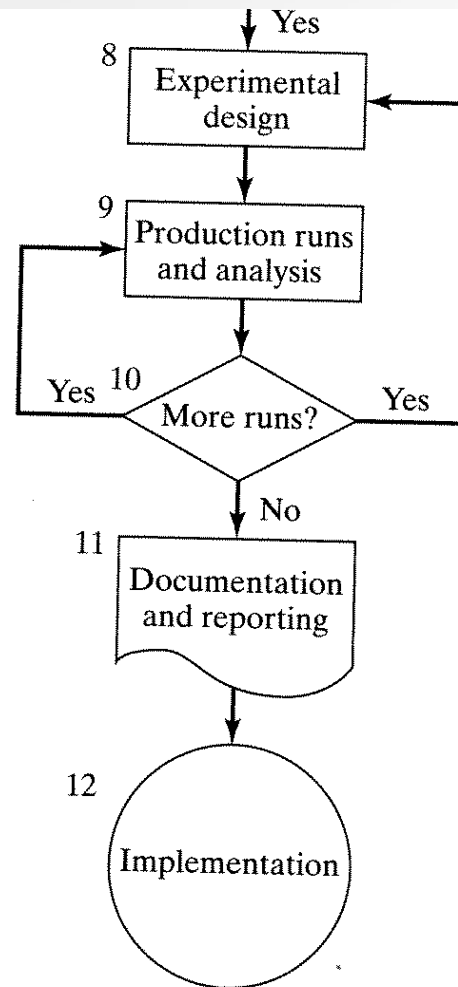 Yes
8
Experimental
design
9
Production runs
and analysis
Yes
10
More runs?
Yes
No
11
Documentation
and reporting
12
Implementation